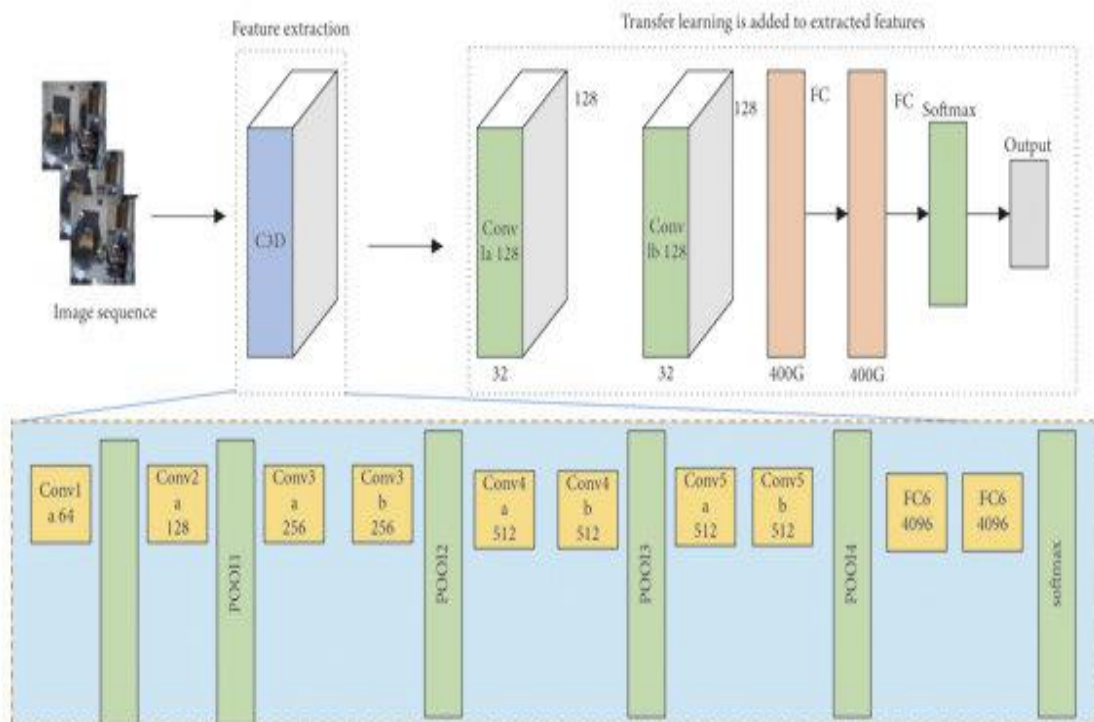 Feature extraction
Transfer learning is added to extracted features
Image sequence
C3D
Conv
la 128
128
32
Conv
lb 128
128
32
FC
400G
FC
400G
Softmax
Output
Conv1
a 64
Conv2
a
128
POOl1
Conv3
a
256
Conv3
b
256
POOl2
Conv4
a
512
Conv4
b
512
POOl3
Conv5
a
512
Conv5
b
512
POOl4
FC6
4096
FC6
4096
softmax